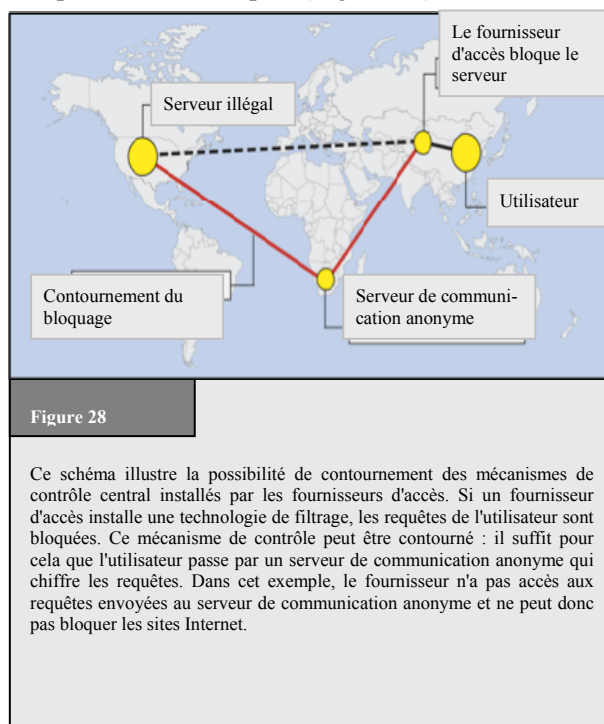 Le fournisseur
d'accès bloque le
serveur
Serveur illégal
Utilisateur
Contournement du
bloquage
Serveur de communi-
cation anonyme
Figure 28
Ce schéma illustre la possibilité de contournement des mécanismes de
contrôle central installés par les fournisseurs d'accès. Si un fournisseur
d'accès installe une technologie de filtrage, les requêtes de l'utilisateur sont
bloquées. Ce mécanisme de contrôle peut être contourné : il suffit pour
cela que l'utilisateur passe par un serveur de communication anonyme qui
chiffre les requêtes. Dans cet exemple, le fournisseur n'a pas accès aux
requêtes envoyées au serveur de communication anonyme et ne peut donc
pas bloquer les sites Internet.